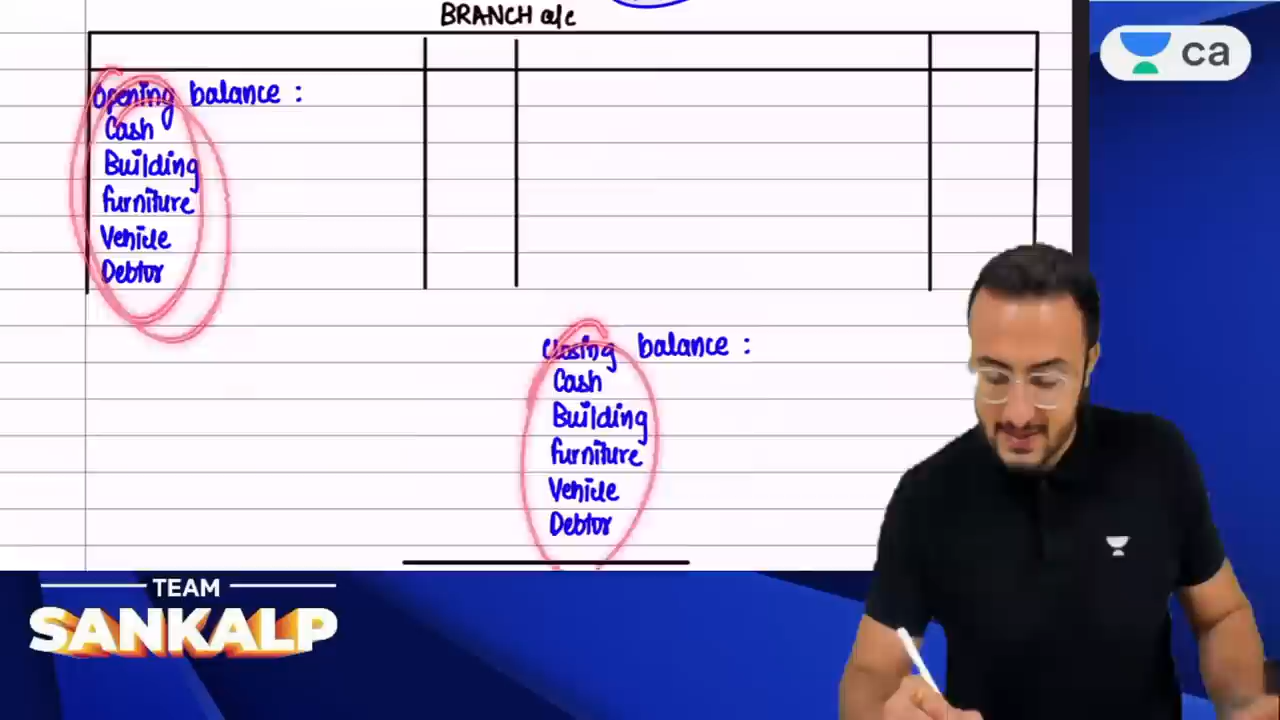 BRANCH a/c
ca
Opening balance :
Cash
Building
furniture
Vehicle
Debtor
Closing balance :
Cash
Building
furniture
Vehicle
Debtor
TEAM
SANKALP